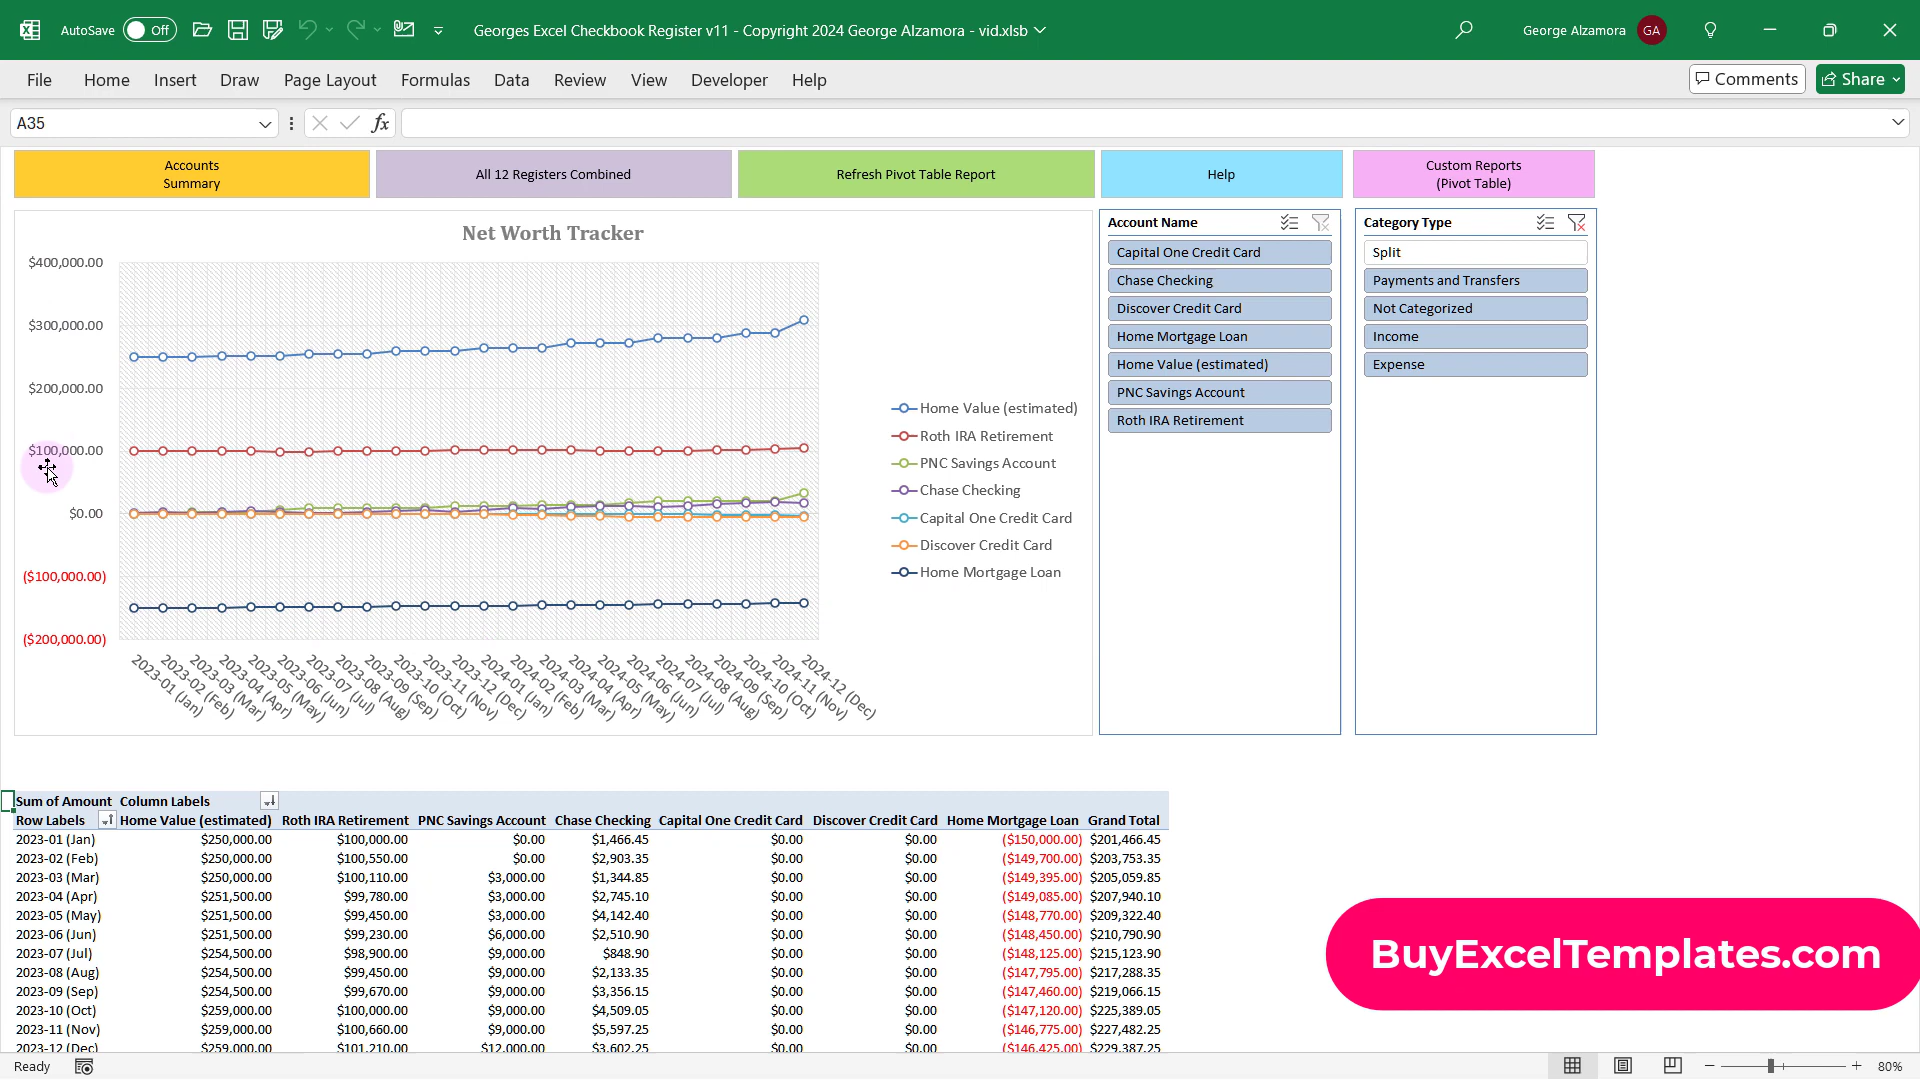 AutoSave Off
Georges Excel Checkbook Register v11 - Copyright 2024 George Alzamora - vid.xlsb
George Alzamora GA
File Home Insert Draw Page Layout Formulas Data Review View Developer Help
Comments Share
A35 fx
Accounts
Summary
All 12 Registers Combined
Refresh Pivot Table Report
Help
Custom Reports
(Pivot Table)
Net Worth Tracker
$400,000.00
$300,000.00
$200,000.00
$100,000.00
$0.00
($100,000.00)
($200,000.00)
2023-01 (Jan)
2023-02 (Feb)
2023-03 (Mar)
2023-04 (Apr)
2023-05 (May)
2023-06 (Jun)
2023-07 (Jul)
2023-08 (Aug)
2023-09 (Sep)
2023-10 (Oct)
2023-11 (Nov)
2023-12 (Dec)
2024-01 (Jan)
2024-02 (Feb)
2024-03 (Mar)
2024-04 (Apr)
2024-05 (May)
2024-06 (Jun)
2024-07 (Jul)
2024-08 (Aug)
2024-09 (Sep)
2024-10 (Oct)
2024-11 (Nov)
2024-12 (Dec)
Home Value (estimated)
Roth IRA Retirement
PNC Savings Account
Chase Checking
Capital One Credit Card
Discover Credit Card
Home Mortgage Loan
Account Name
Capital One Credit Card
Chase Checking
Discover Credit Card
Home Mortgage Loan
Home Value (estimated)
PNC Savings Account
Roth IRA Retirement
Category Type
Split
Payments and Transfers
Not Categorized
Income
Expense
Sum of Amount Column Labels
Row Labels Home Value (estimated) Roth IRA Retirement PNC Savings Account Chase Checking Capital One Credit Card Discover Credit Card Home Mortgage Loan Grand Total
2023-01 (Jan) $250,000.00 $100,000.00 $0.00 $1,466.45 $0.00 $0.00 ($150,000.00) $201,466.45
2023-02 (Feb) $250,000.00 $100,550.00 $0.00 $2,903.35 $0.00 $0.00 ($149,700.00) $203,753.35
2023-03 (Mar) $250,000.00 $100,110.00 $3,000.00 $1,344.85 $0.00 $0.00 ($149,395.00) $205,059.85
2023-04 (Apr) $251,500.00 $99,780.00 $3,000.00 $2,745.10 $0.00 $0.00 ($149,085.00) $207,940.10
2023-05 (May) $251,500.00 $99,450.00 $3,000.00 $4,142.40 $0.00 $0.00 ($148,770.00) $209,322.40
2023-06 (Jun) $251,500.00 $99,230.00 $6,000.00 $2,510.90 $0.00 $0.00 ($148,450.00) $210,790.90
2023-07 (Jul) $254,500.00 $98,900.00 $9,000.00 $848.90 $0.00 $0.00 ($148,125.00) $215,123.90
2023-08 (Aug) $254,500.00 $99,450.00 $9,000.00 $2,133.35 $0.00 $0.00 ($147,795.00) $217,288.35
2023-09 (Sep) $254,500.00 $99,670.00 $9,000.00 $3,356.15 $0.00 $0.00 ($147,460.00) $219,066.15
2023-10 (Oct) $259,000.00 $100,000.00 $9,000.00 $4,509.05 $0.00 $0.00 ($147,120.00) $225,389.05
2023-11 (Nov) $259,000.00 $100,660.00 $9,000.00 $5,597.25 $0.00 $0.00 ($146,775.00) $227,482.25
2023-12 (Dec) $259,000.00 $101,210.00 $12,000.00 $3,602.25 $0.00 $0.00 ($146,425.00) $229,387.25
BuyExcelTemplates.com
Ready
80%